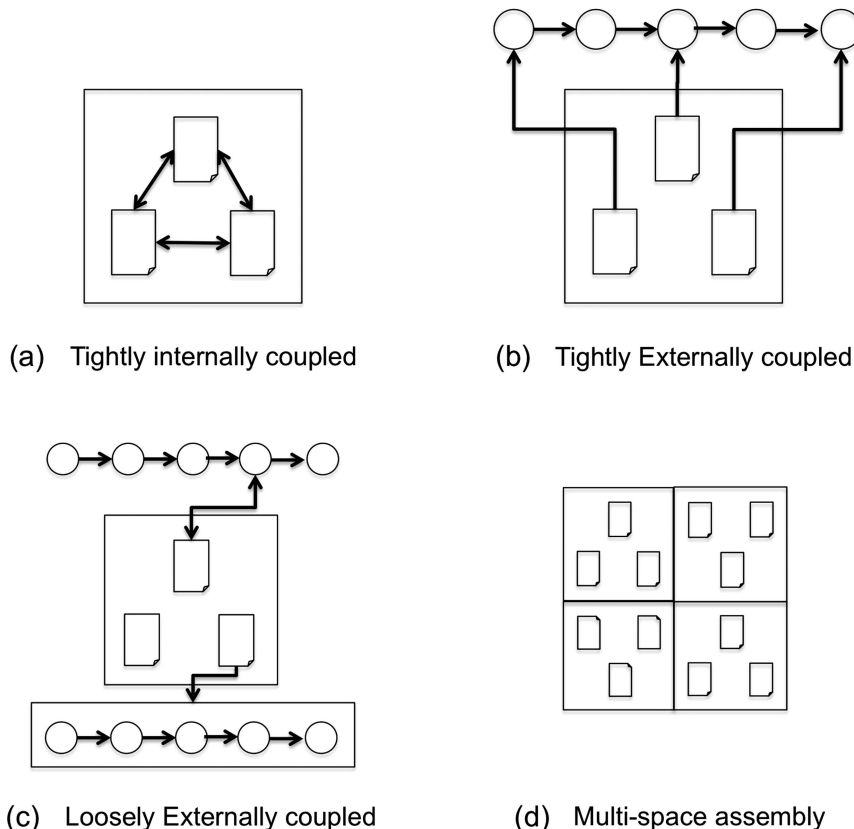 (a) Tightly internally coupled
(b) Tightly Externally coupled
(c) Loosely Externally coupled
(d) Multi-space assembly